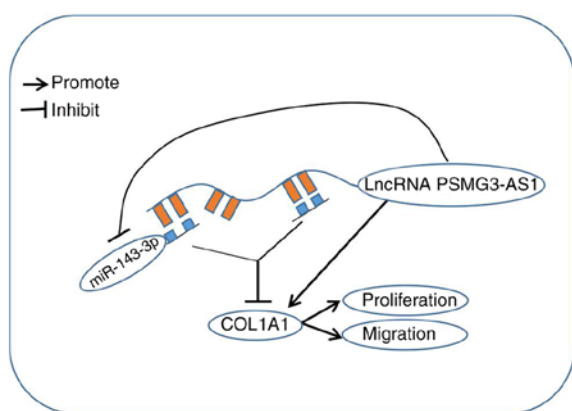 Promote
Inhibit
LncRNA PSMG3-AS1
miR-143-3p
COL1A1
Proliferation
Migration